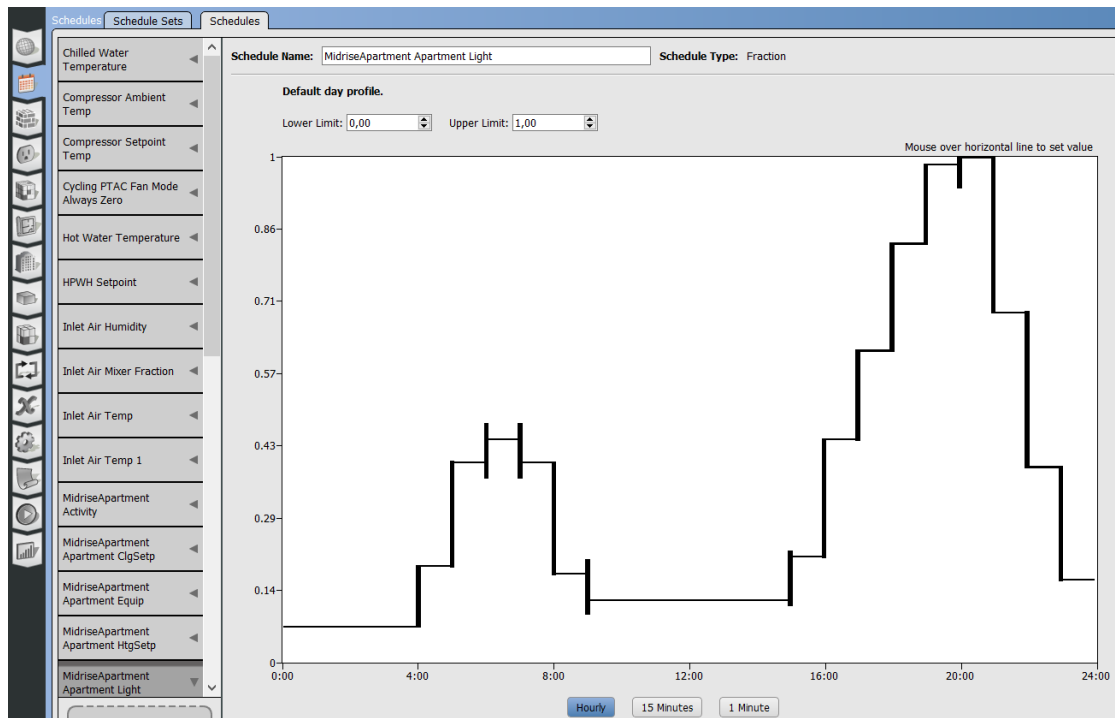 Schedules
Schedule Sets
Schedules
Chilled Water
Temperature
Compressor Ambient
Temp
Compressor Setpoint
Temp
Cycling PTAC Fan Mode
Always Zero
Hot Water Temperature
HPWH Setpoint
Inlet Air Humidity
Inlet Air Mixer Fraction
Inlet Air Temp
Inlet Air Temp 1
MidriseApartment
Activity
MidriseApartment
Apartment ClgSetp
MidriseApartment
Apartment Equip
MidriseApartment
Apartment HtgSetp
MidriseApartment
Apartment Light
Schedule Name: MidriseApartment Apartment Light Schedule Type: Fraction
Default day profile.
Lower Limit: 0,00 Upper Limit: 1,00
Mouse over horizontal line to set value
1
0.86
0.71
0.57
0.43
0.29
0.14
0
0:00 4:00 8:00 12:00 16:00 20:00 24:00
Hourly 15 Minutes 1 Minute